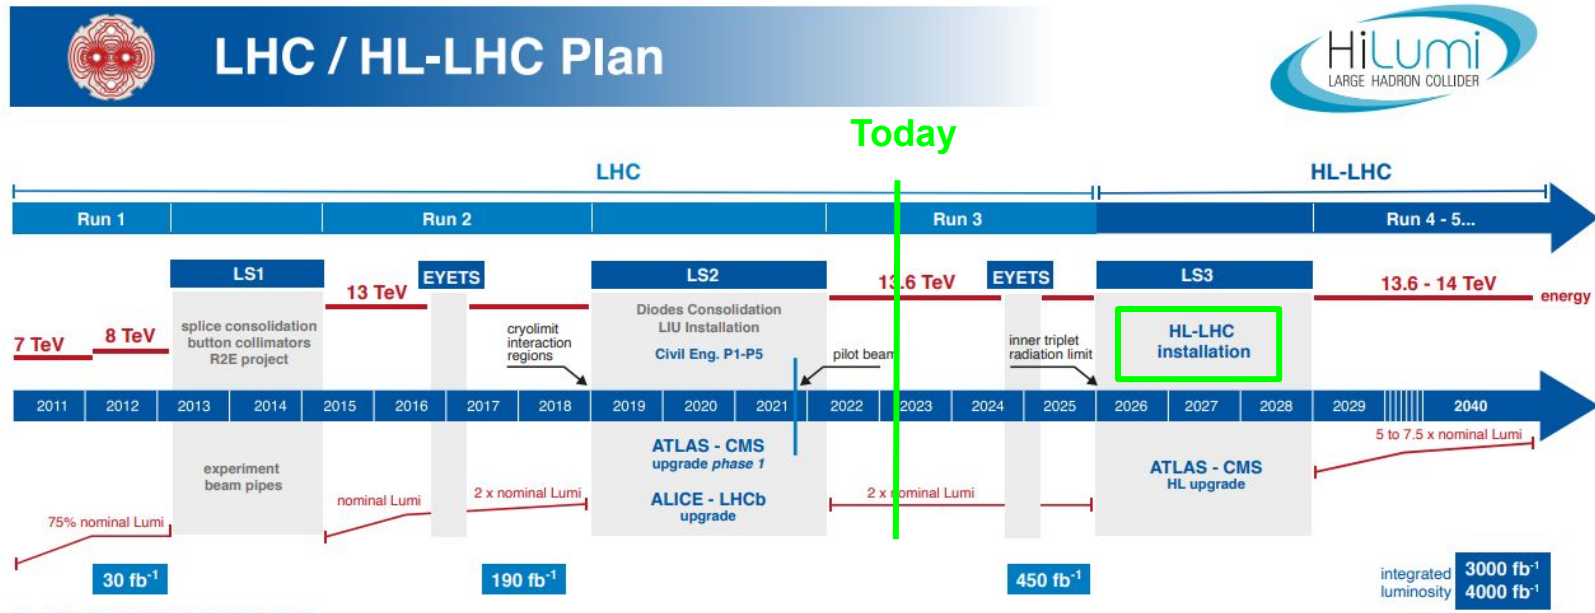 LHC / HL-LHC Plan
HiLumi
LARGE HADRON COLLIDER
Today
LHC
HL-LHC
Run 1
Run 2
Run 3
Run 4 - 5...
LS1
EYETS
LS2
EYETS
LS3
13 TeV
13.6 TeV
13.6 - 14 TeV
energy
7 TeV
8 TeV
splice consolidation
button collimators
R2E project
cryolimit
interaction
regions
Diodes Consolidation
LIU Installation
Civil Eng. P1-P5
pilot beam
inner triplet
radiation limit
HL-LHC
installation
2011
2012
2013
2014
2015
2016
2017
2018
2019
2020
2021
2022
2023
2024
2025
2026
2027
2028
2029
2040
experiment
beam pipes
ATLAS - CMS
upgrade phase 1
ALICE - LHCb
upgrade
ATLAS - CMS
HL upgrade
5 to 7.5 x nominal Lumi
75% nominal Lumi
nominal Lumi
2 x nominal Lumi
2 x nominal Lumi
30 fb⁻¹
190 fb⁻¹
450 fb⁻¹
integrated
luminosity
3000 fb⁻¹
4000 fb⁻¹